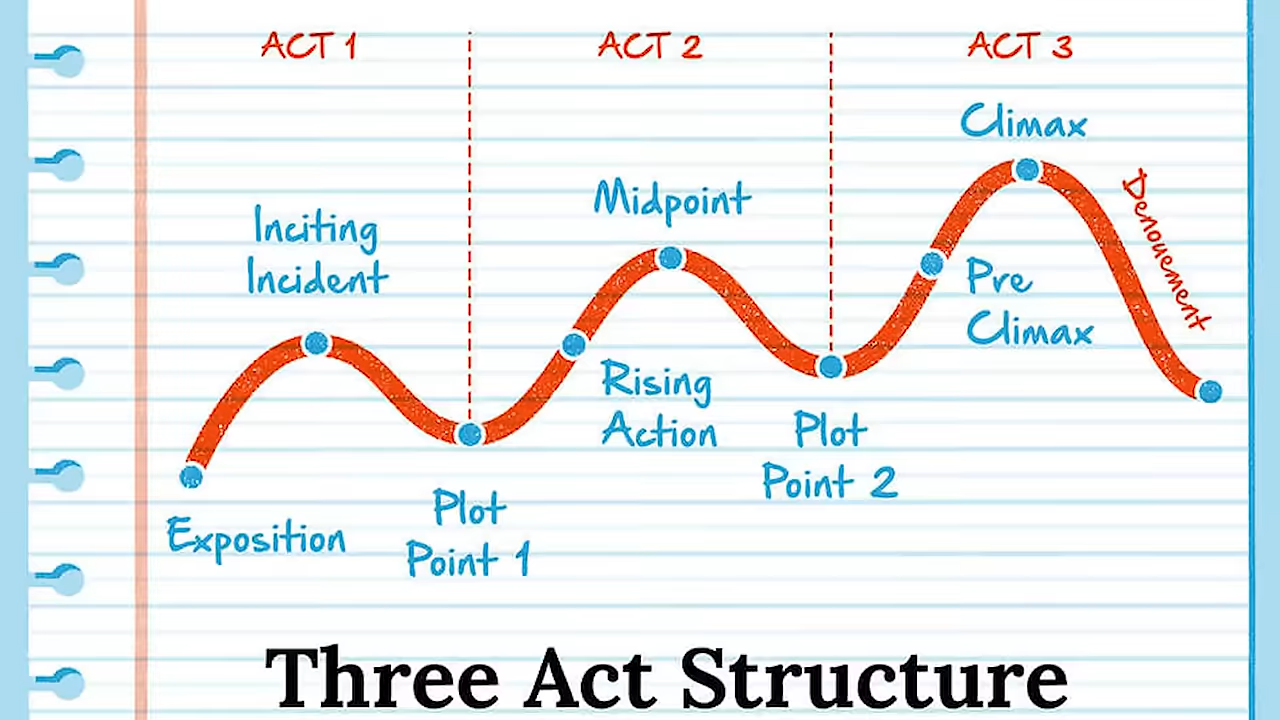 ACT 1
ACT 2
ACT 3
Climax
Denouement
Midpoint
Inciting
Incident
Pre
Climax
Rising
Action
Plot
Point 2
Plot
Point 1
Exposition
Three Act Structure